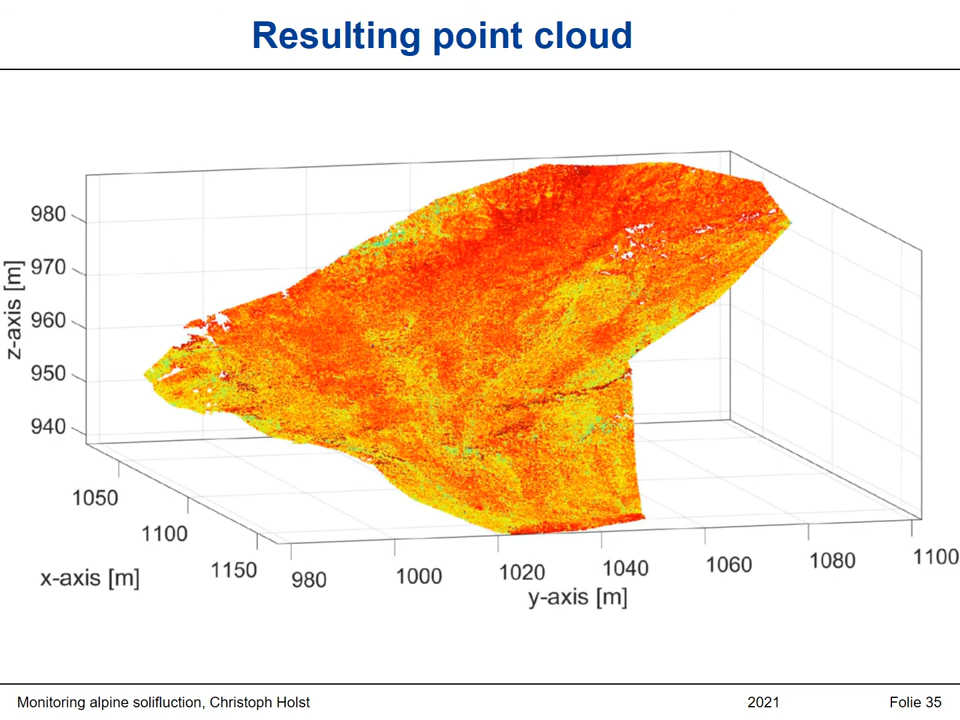 Resulting point cloud
980
970
960
950
940
z-axis [m]
1050
1100
1150
x-axis [m]
980
1000
1020
1040
1060
1080
1100
y-axis [m]
Monitoring alpine solifluction, Christoph Holst
2021
Folie 35